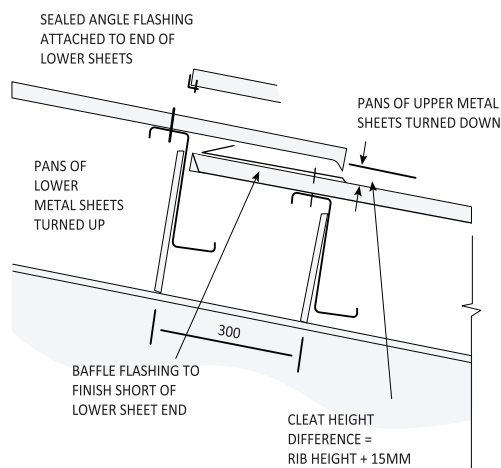 SEALED ANGLE FLASHING
ATTACHED TO END OF
LOWER SHEETS
PANS OF UPPER METAL
SHEETS TURNED DOWN
PANS OF
LOWER
METAL SHEETS
TURNED UP
300
BAFFLE FLASHING TO
FINISH SHORT OF
LOWER SHEET END
CLEAT HEIGHT
DIFFERENCE =
RIB HEIGHT + 15MM